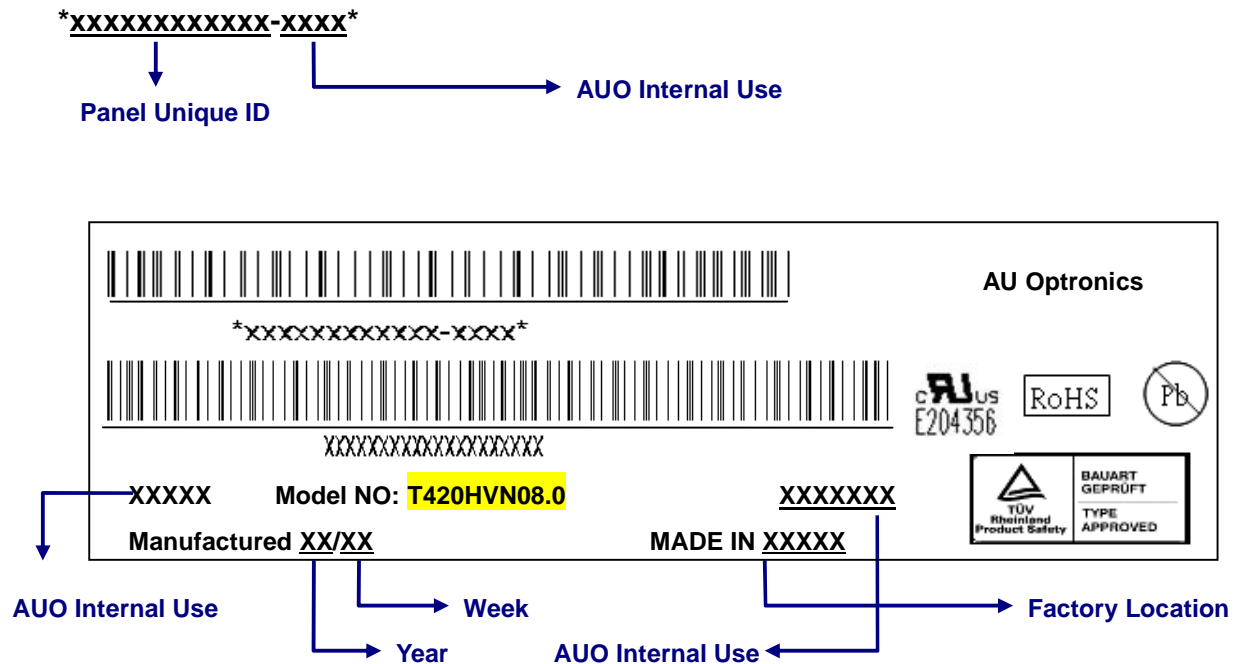 *xxxxxxxxxxxx-xxxx*
AUO Internal Use
Panel Unique ID
AU Optronics
*xxxxxxxxxxxx-xxxx*
c RU US
E204356
RoHS
Pb
XXXXXXXXXXXXXXXXXXXX
XXXXX Model NO: T420HVN08.0 XXXXXXX
TÜV
Rheinland
Product Safety
BAUART
GEPRÜFT
TYPE
APPROVED
Manufactured XX/XX MADE IN XXXXX
AUO Internal Use
Week
Factory Location
Year
AUO Internal Use